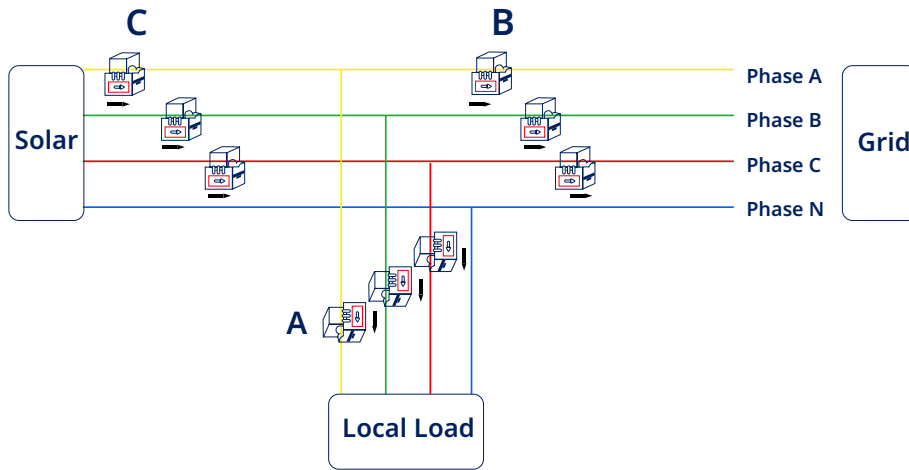 C
B
Phase A
Solar
Phase B
Grid
Phase C
Phase N
A
Local Load